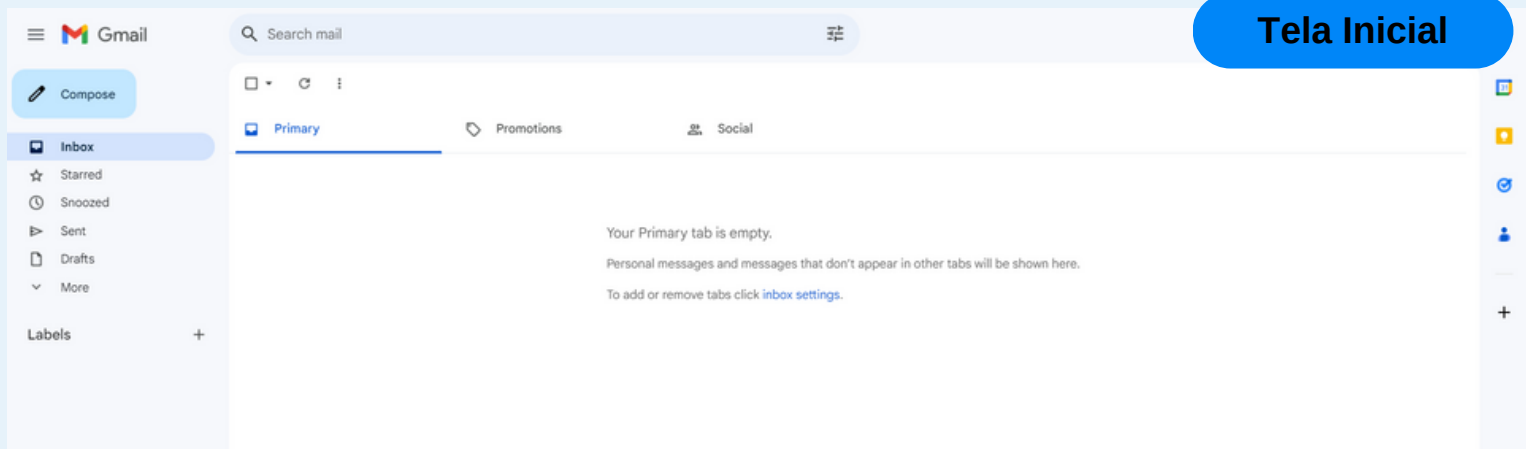 Gmail
Search mail
Tela Inicial
Compose
Primary
Promotions
Social
Inbox
Starred
Snoozed
Sent
Drafts
More
Labels
Your Primary tab is empty.
Personal messages and messages that don't appear in other tabs will be shown here.
To add or remove tabs click inbox settings.